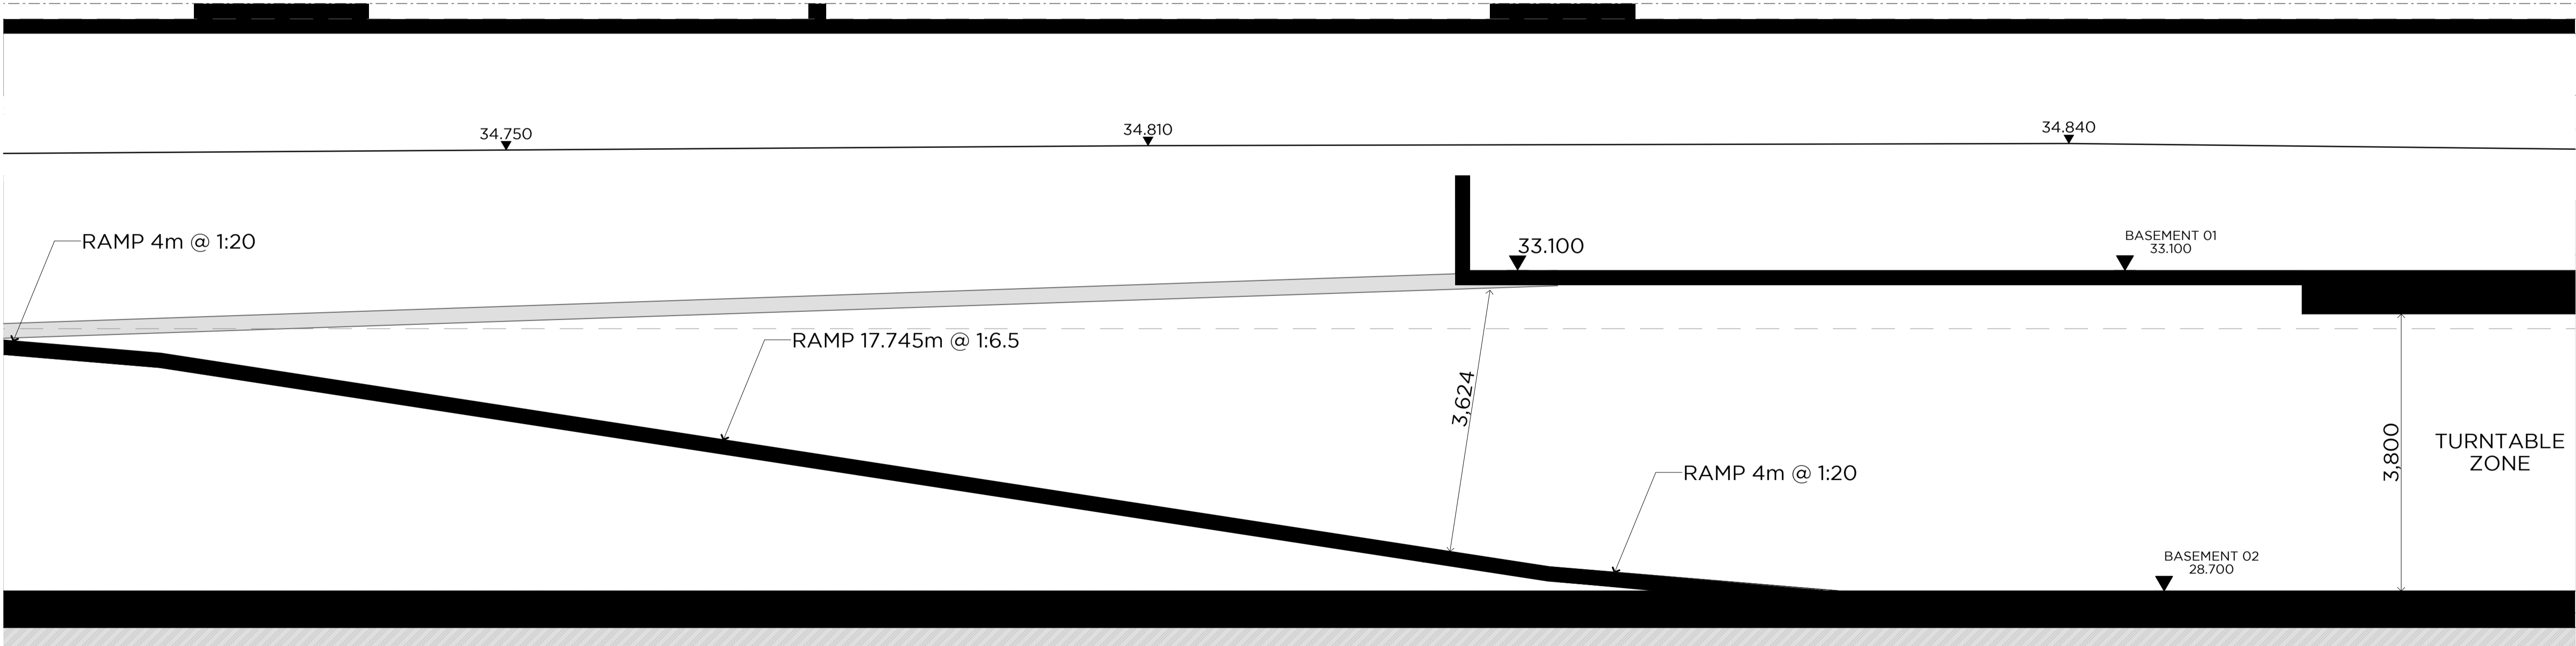 34.750
34.810
34.840
RAMP 4m @ 1:20
33.100
BASEMENT 01
33.100
RAMP 17.745m @ 1:6.5
3,624
RAMP 4m @ 1:20
3,800
TURNTABLE
ZONE
BASEMENT 02
28.700